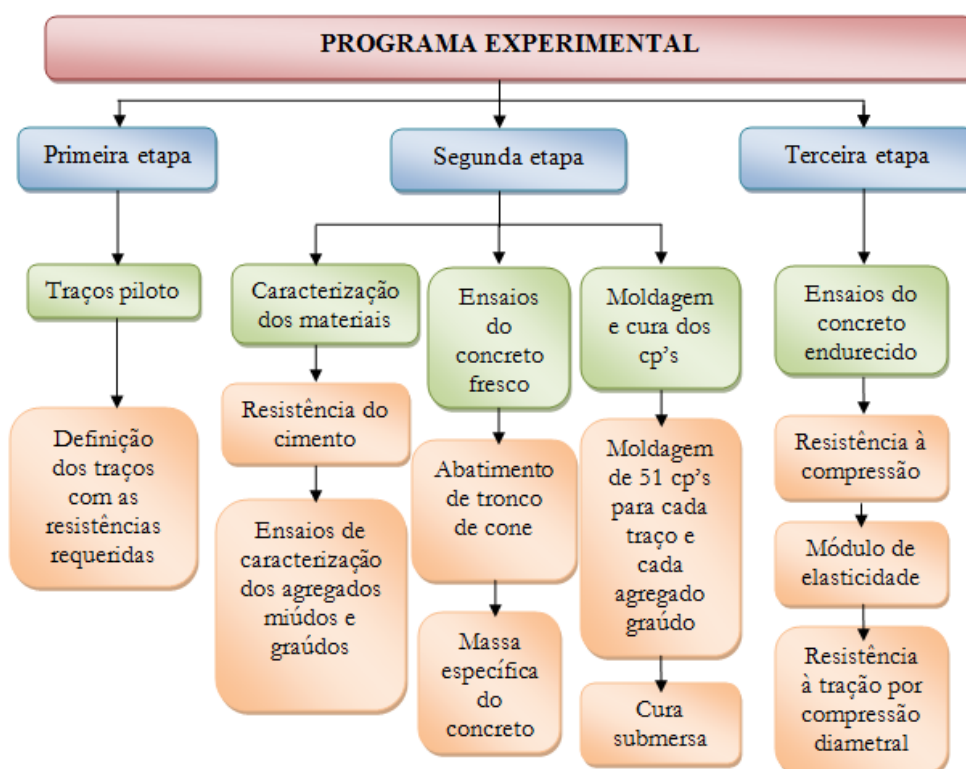 PROGRAMA EXPERIMENTAL
Primeira etapa
Segunda etapa
Terceira etapa
Traços piloto
Definição
dos traços
com as
resistências
requeridas
Caracterização
dos materiais
Resistência do
cimento
Ensaios de
caracterização
dos agregados
miúdos e
graúdos
Ensaios
do
concreto
fresco
Abatimento
de tronco
de cone
Massa
específica
do
concreto
Moldagem
e cura dos
cp's
Moldagem
de 51 cp's
para cada
traço e
cada
agregado
graúdo
Cura
submersa
Ensaios do
concreto
endurecido
Resistência à
compressão
Módulo de
elasticidade
Resistência
à tração por
compressão
diametral